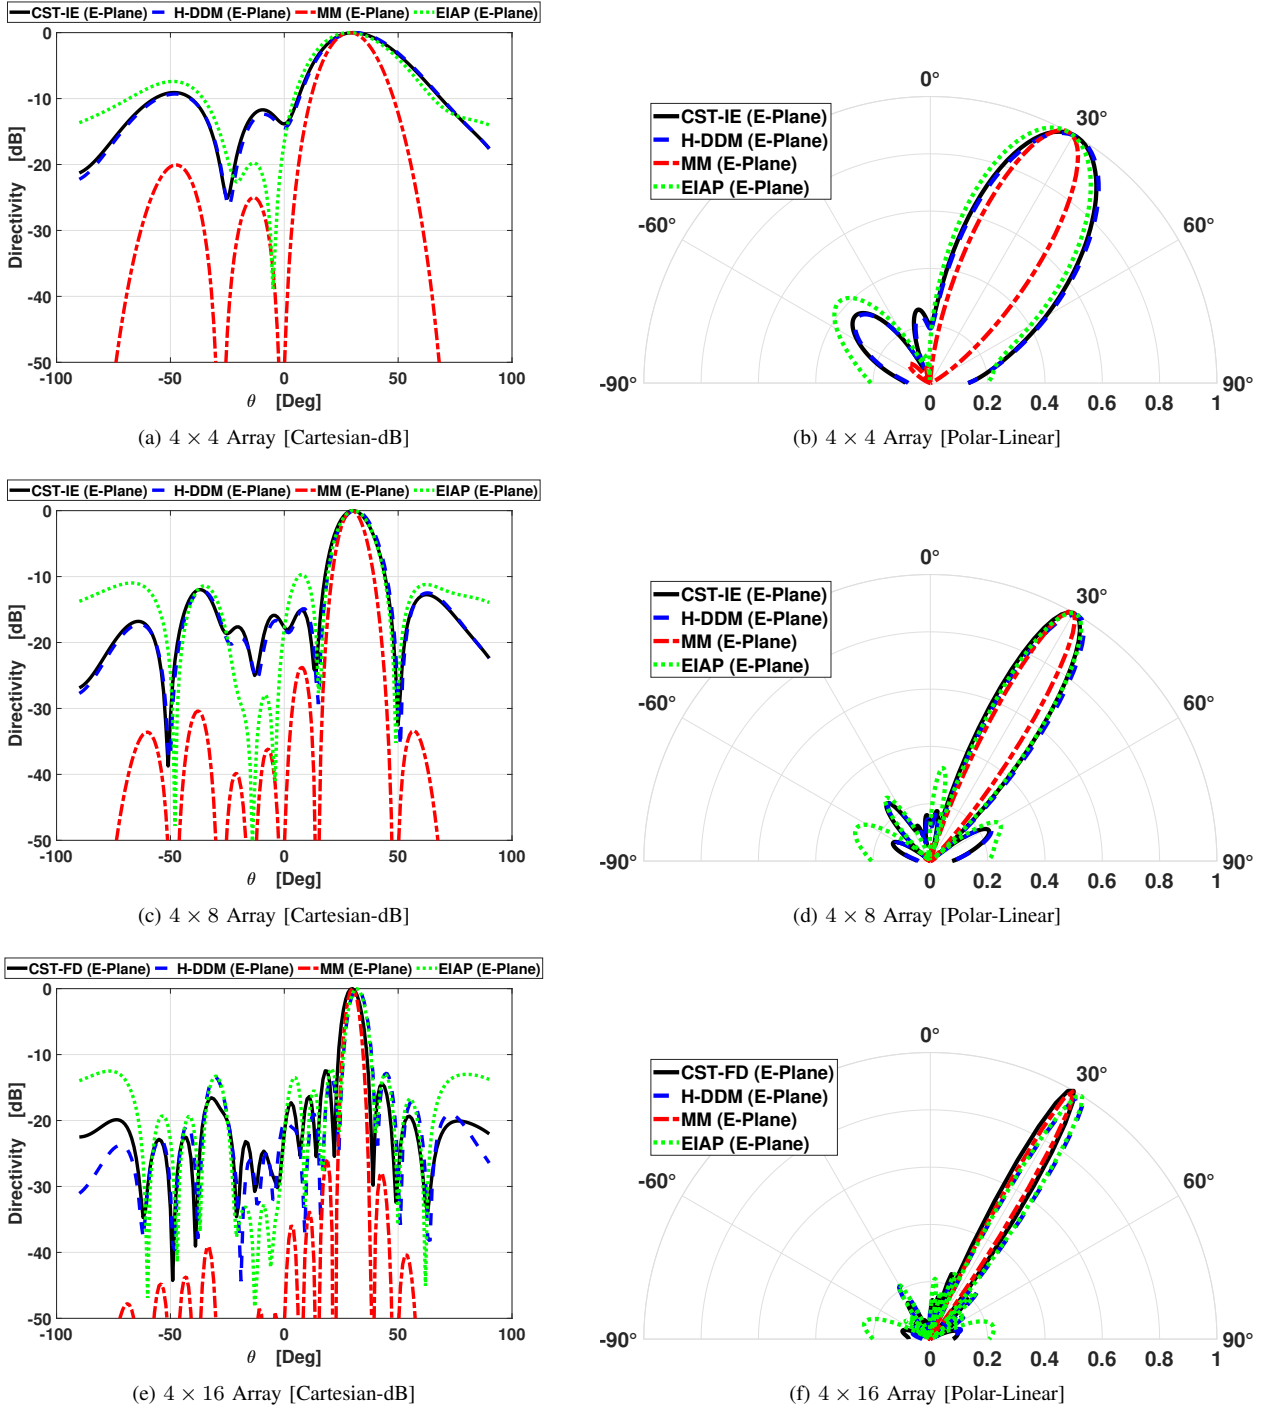 CST-IE (E-Plane) H-DDM (E-Plane) MM (E-Plane) EIAP (E-Plane)
0
-10
-20
-30
-40
-50
Directivity [dB]
-100 -50 0 50 100
θ [Deg]
(a) 4 × 4 Array [Cartesian-dB]
CST-IE (E-Plane)
H-DDM (E-Plane)
MM (E-Plane)
EIAP (E-Plane)
0°
30°
-60° 60°
-90° 90°
0 0.2 0.4 0.6 0.8 1
(b) 4 × 4 Array [Polar-Linear]
CST-IE (E-Plane) H-DDM (E-Plane) MM (E-Plane) EIAP (E-Plane)
0
-10
-20
-30
-40
-50
Directivity [dB]
-100 -50 0 50 100
θ [Deg]
(c) 4 × 8 Array [Cartesian-dB]
CST-IE (E-Plane)
H-DDM (E-Plane)
MM (E-Plane)
EIAP (E-Plane)
0°
30°
-60° 60°
-90° 90°
0 0.2 0.4 0.6 0.8 1
(d) 4 × 8 Array [Polar-Linear]
CST-FD (E-Plane) H-DDM (E-Plane) MM (E-Plane) EIAP (E-Plane)
0
-10
-20
-30
-40
-50
Directivity [dB]
-100 -50 0 50 100
θ [Deg]
(e) 4 × 16 Array [Cartesian-dB]
CST-FD (E-Plane)
H-DDM (E-Plane)
MM (E-Plane)
EIAP (E-Plane)
0°
30°
-60° 60°
-90° 90°
0 0.2 0.4 0.6 0.8 1
(f) 4 × 16 Array [Polar-Linear]